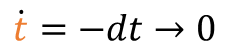 ṫ = −dt → 0